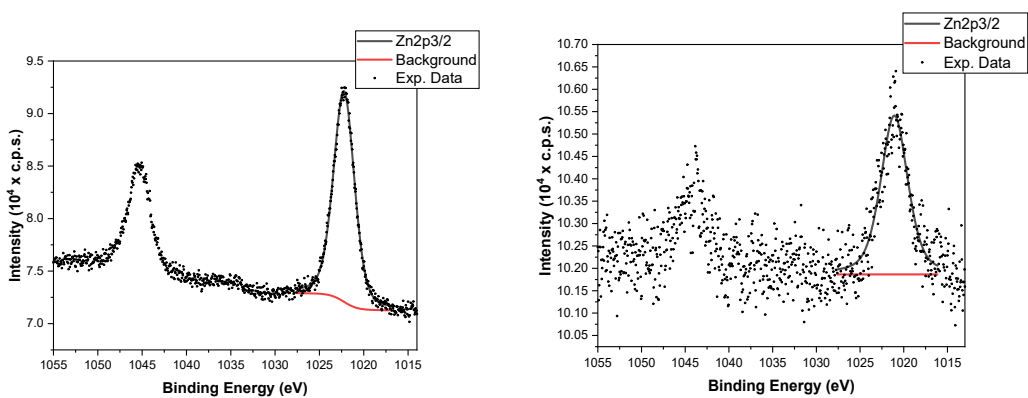 Zn2p3/2
Background
Exp. Data
9.5
9.0
8.5
8.0
7.5
7.0
Intensity (10⁴ x c.p.s.)
1055 1050 1045 1040 1035 1030 1025 1020 1015
Binding Energy (eV)
Zn2p3/2
Background
Exp. Data
10.70
10.65
10.60
10.55
10.50
10.45
10.40
10.35
10.30
10.25
10.20
10.15
10.10
10.05
Intensity (10⁴ x c.p.s.)
1055 1050 1045 1040 1035 1030 1025 1020 1015
Binding Energy (eV)